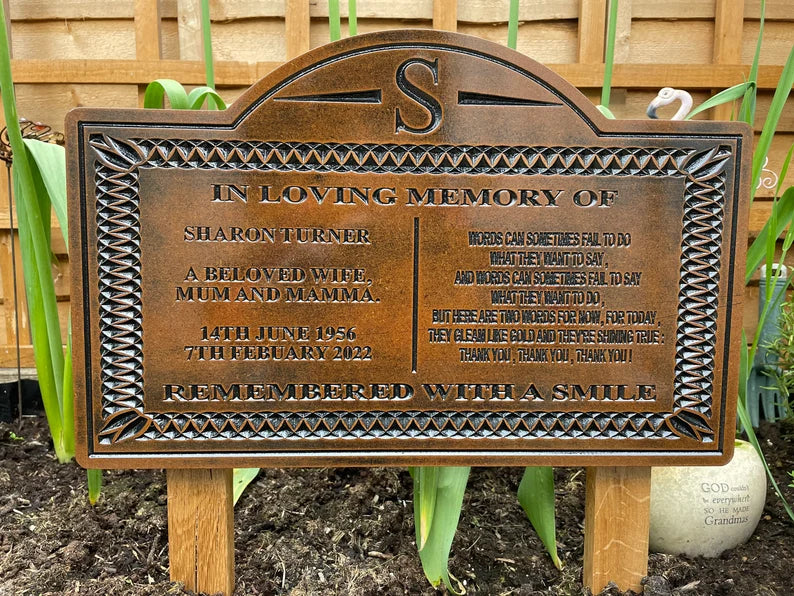 S
IN LOVING MEMORY OF
SHARON TURNER
A BELOVED WIFE,
MUM AND MAMMA.
14TH JUNE 1956
7TH FEBUARY 2022
WORDS CAN SOMETIMES FAIL TO DO
WHAT THEY WANT TO SAY,
AND WORDS CAN SOMETIMES FAIL TO SAY
WHAT THEY WANT TO DO,
BUT HERE ARE TWO WORDS FOR NOW, FOR TODAY,
THEY GLEAM LIKE GOLD AND THEY'RE SHINING TRUE:
THANK YOU, THANK YOU, THANK YOU!
REMEMBERED WITH A SMILE
GOD couldn't
be everywhere
SO HE MADE
Grandmas